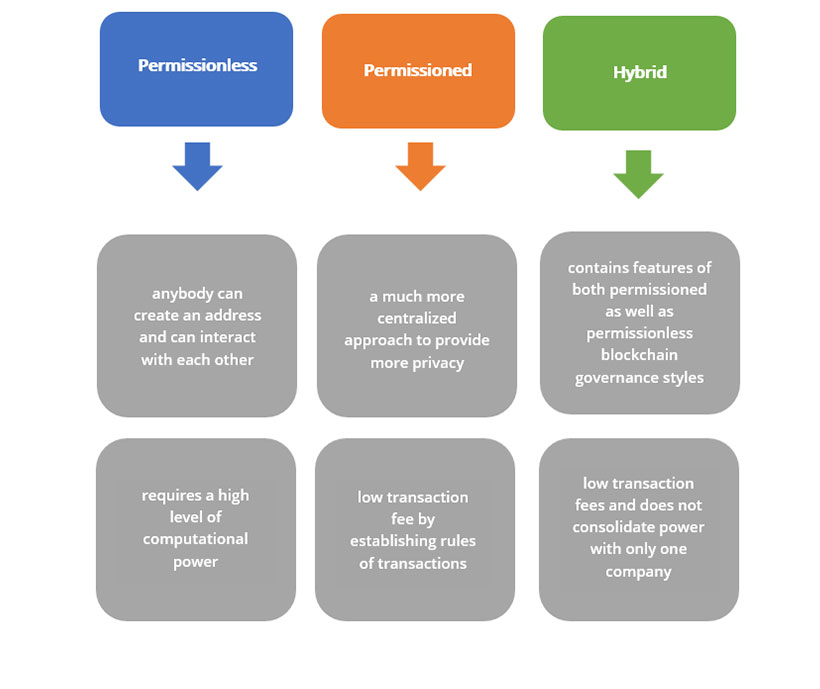 Permissionless
Permissioned
Hybrid
anybody can
create an address
and can interact
with each other
a much more
centralized
approach to provide
more privacy
contains features of
both permissioned
as well as
permissionless
blockchain
governance styles
requires a high
level of
computational
power
low transaction
fee by
establishing rules
of transactions
low transaction
fees and does not
consolidate power
with only one
company